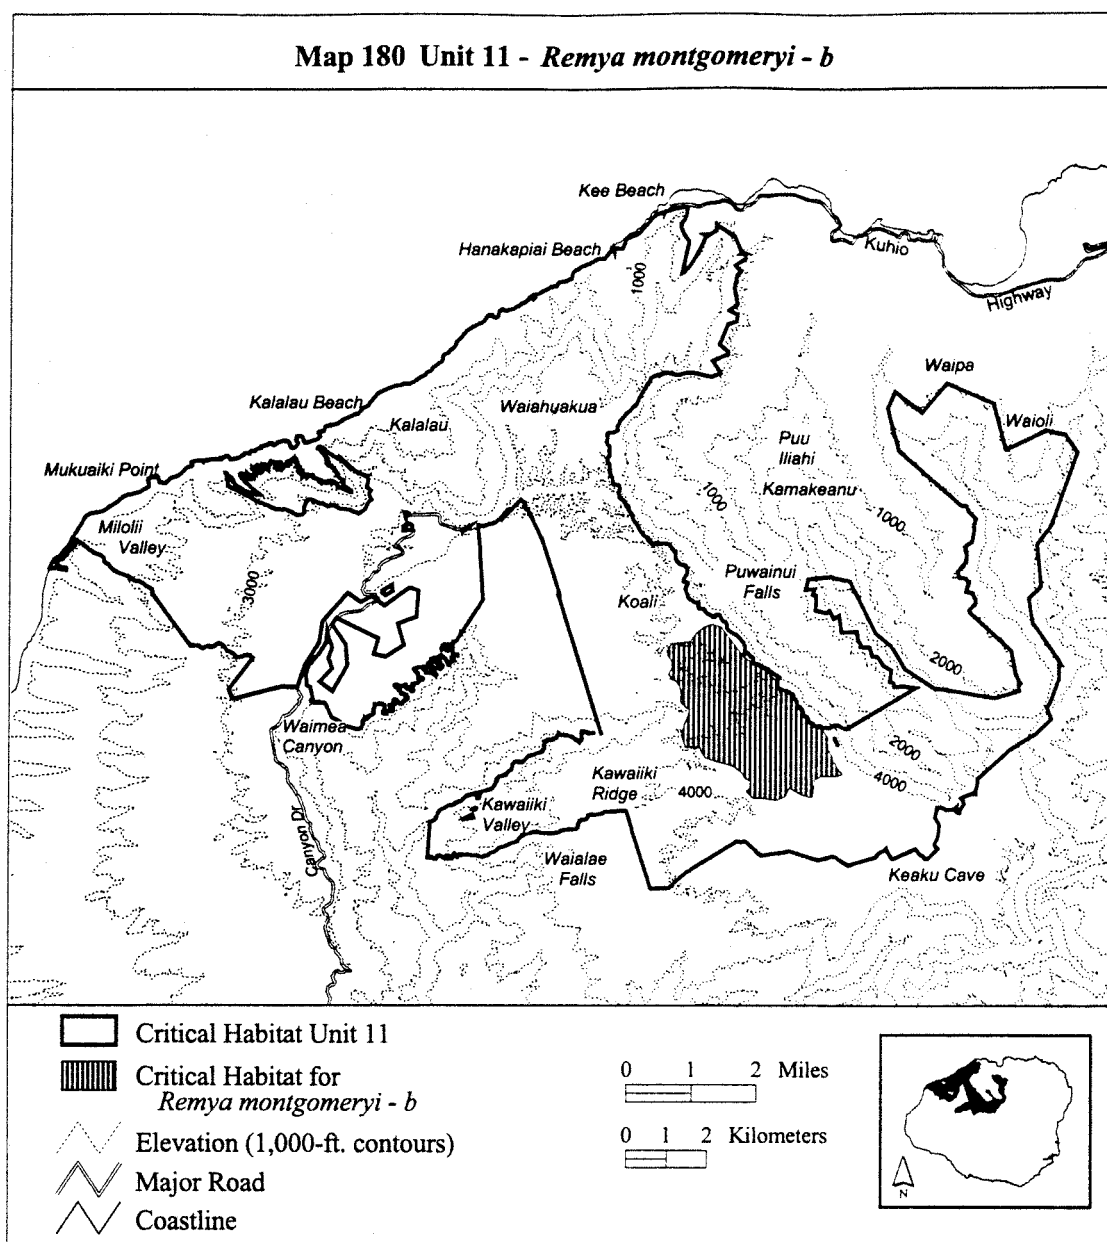 Map 180 Unit 11 - Remya montgomeryi - b
Kee Beach
Hanakapiai Beach
Kuhio
Highway
1000
Waipa
Kalalau Beach
Waiahuakua
Kalalau
Waioli
Puu
Iliahi
Mukuaiki Point
Kamakeanu
1000
1000
Milolii
Valley
Puwainui
Falls
3000
Koali
2000
Waimea
Canyon
2000
Kawaiiki
Ridge
4000
4000
Kawaiiki
Valley
Canyon Dr
Waialae
Falls
Keaku Cave
Critical Habitat Unit 11
Critical Habitat for
Remya montgomeryi - b
Elevation (1,000-ft. contours)
Major Road
Coastline
0 1 2 Miles
0 1 2 Kilometers
N